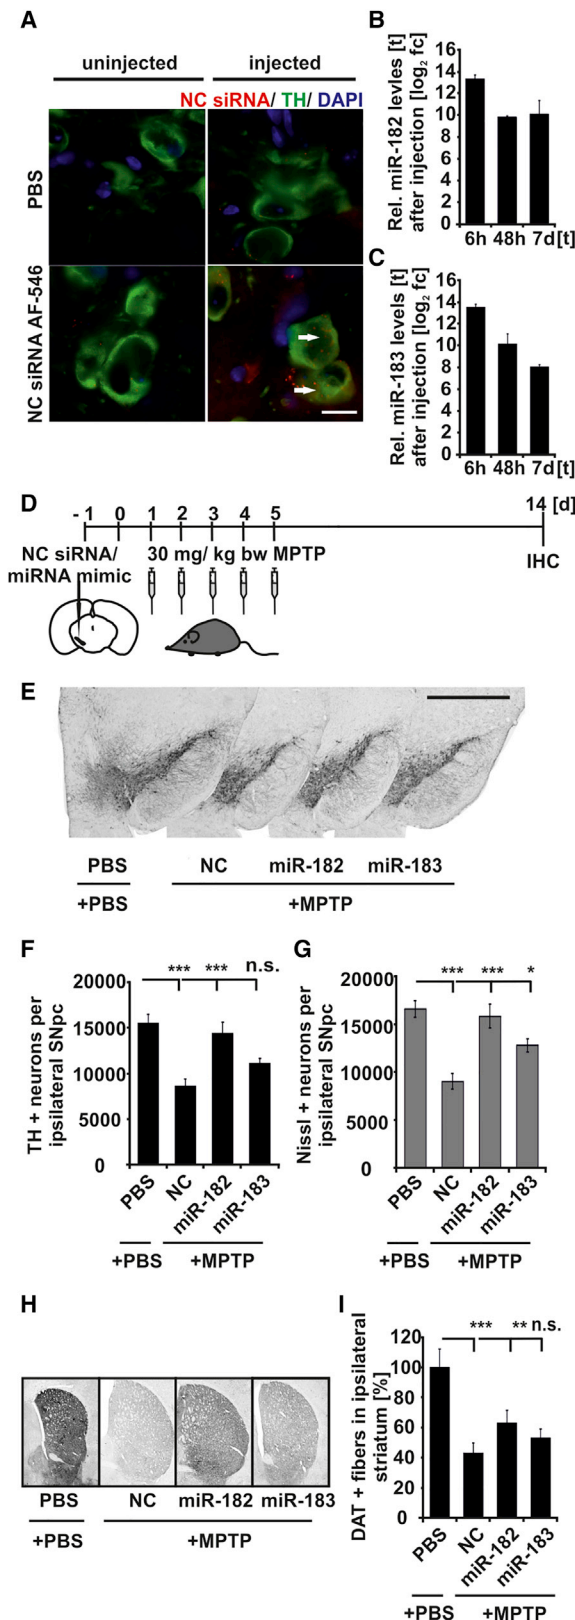 A
uninjected injected
NC siRNA/ TH/ DAPI
PBS
NC siRNA AF-546
B
Rel. miR-182 levles [t]
after injection [log₂ fc]
16
14
12
10
8
6
4
2
0
6h 48h 7d [t]
C
Rel. miR-183 levels [t]
after injection [log₂ fc]
16
14
12
10
8
6
4
2
0
6h 48h 7d [t]
D
-1 0 1 2 3 4 5 14 [d]
NC siRNA/
miRNA mimic
30 mg/ kg bw MPTP
IHC
E
PBS NC miR-182 miR-183
+PBS +MPTP
F
*** *** n.s.
TH + neurons per
ipsilateral SNpc
20000
15000
10000
5000
0
PBS NC miR-182 miR-183
+PBS +MPTP
G
*** *** *
Nissl + neurons per
ipsilateral SNpc
20000
15000
10000
5000
0
PBS NC miR-182 miR-183
+PBS +MPTP
H
PBS NC miR-182 miR-183
+PBS +MPTP
I
*** ** n.s.
DAT + fibers in ipsilateral
striatum [%]
120
100
80
60
40
20
0
PBS NC miR-182 miR-183
+PBS +MPTP